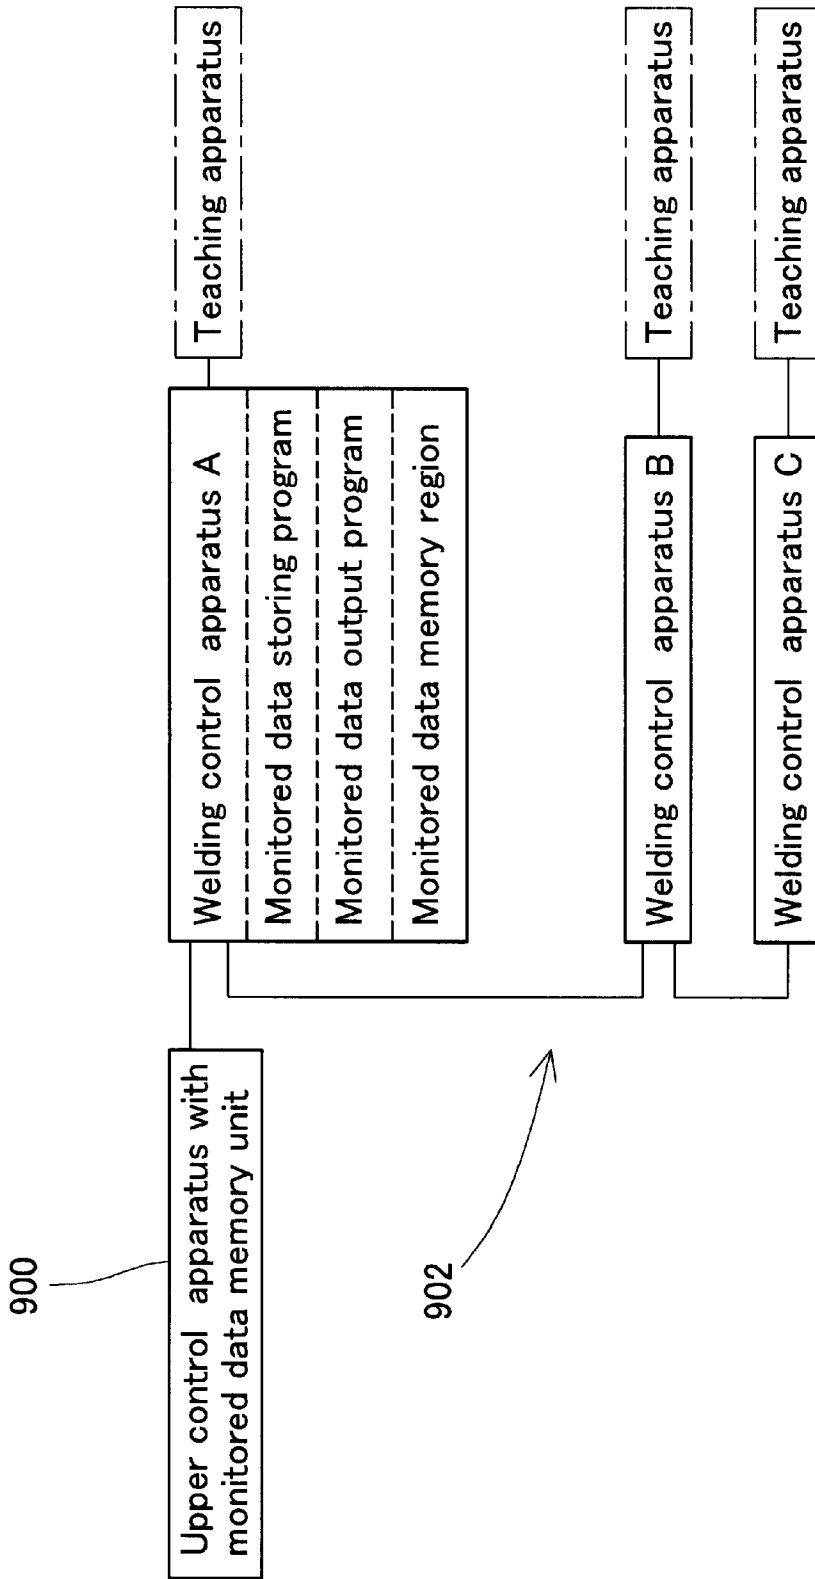 900
Upper control apparatus with
monitored data memory unit
902
Welding control apparatus A
Monitored data storing program
Monitored data output program
Monitored data memory region
Teaching apparatus
Welding control apparatus B
Teaching apparatus
Welding control apparatus C
Teaching apparatus